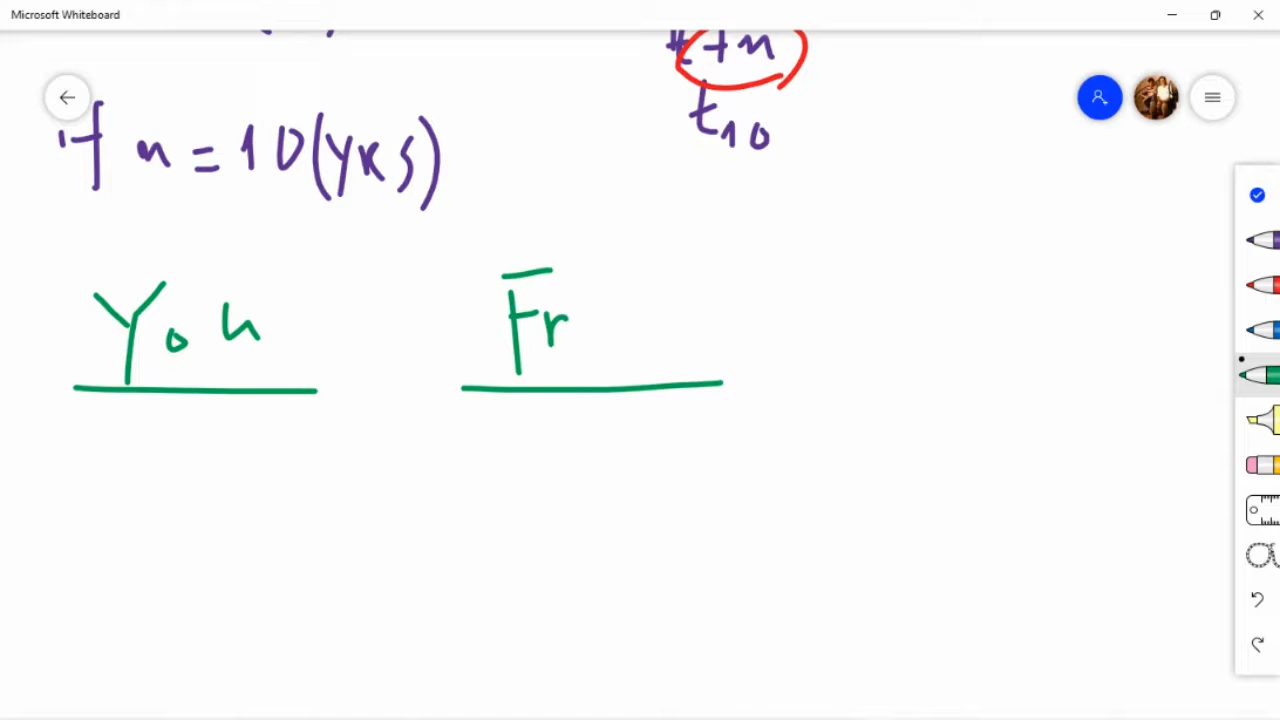 Microsoft Whiteboard
t+n
t10
if n = 10 (yrs)
You
Fr